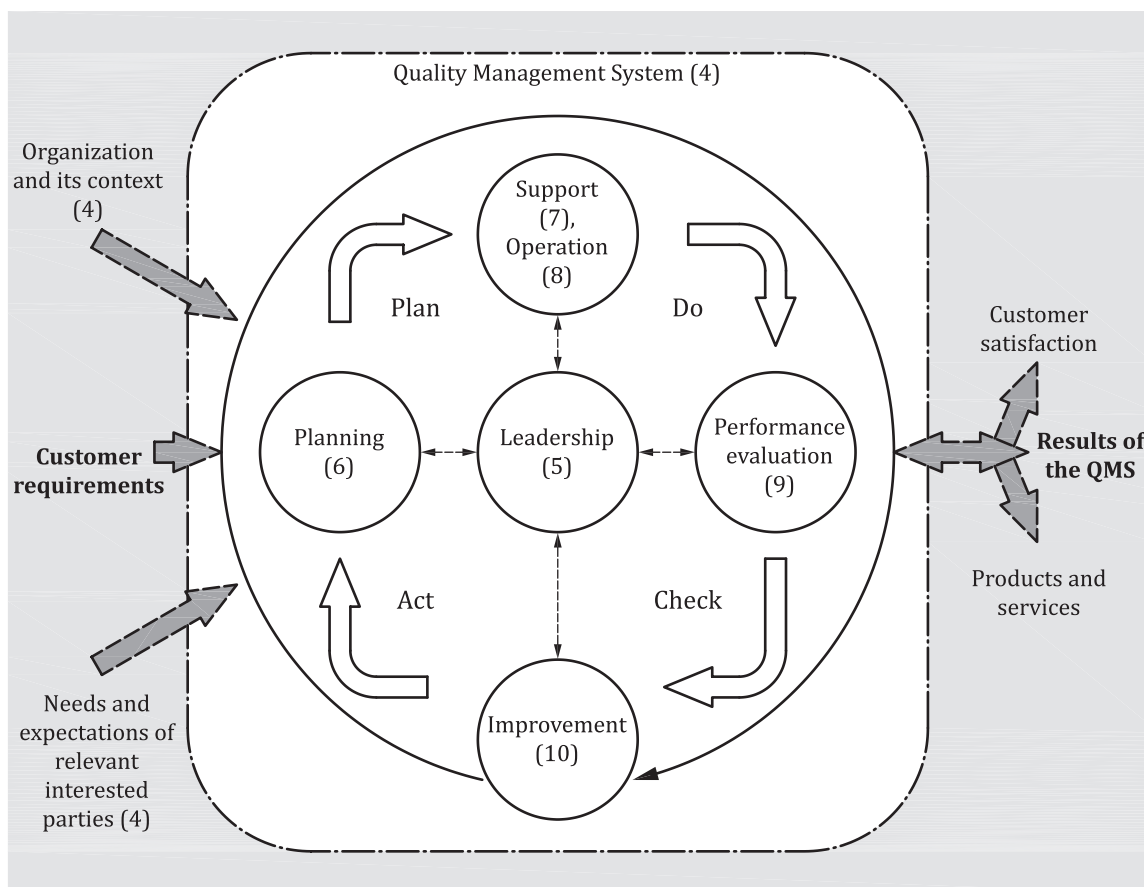 Quality Management System (4)
Organization
and its context
(4)
Support
(7),
Operation
(8)
Plan
Do
Customer
satisfaction
Planning
(6)
Leadership
(5)
Performance
evaluation
(9)
Customer
requirements
Results of
the QMS
Act
Check
Products and
services
Needs and
expectations of
relevant
interested
parties (4)
Improvement
(10)